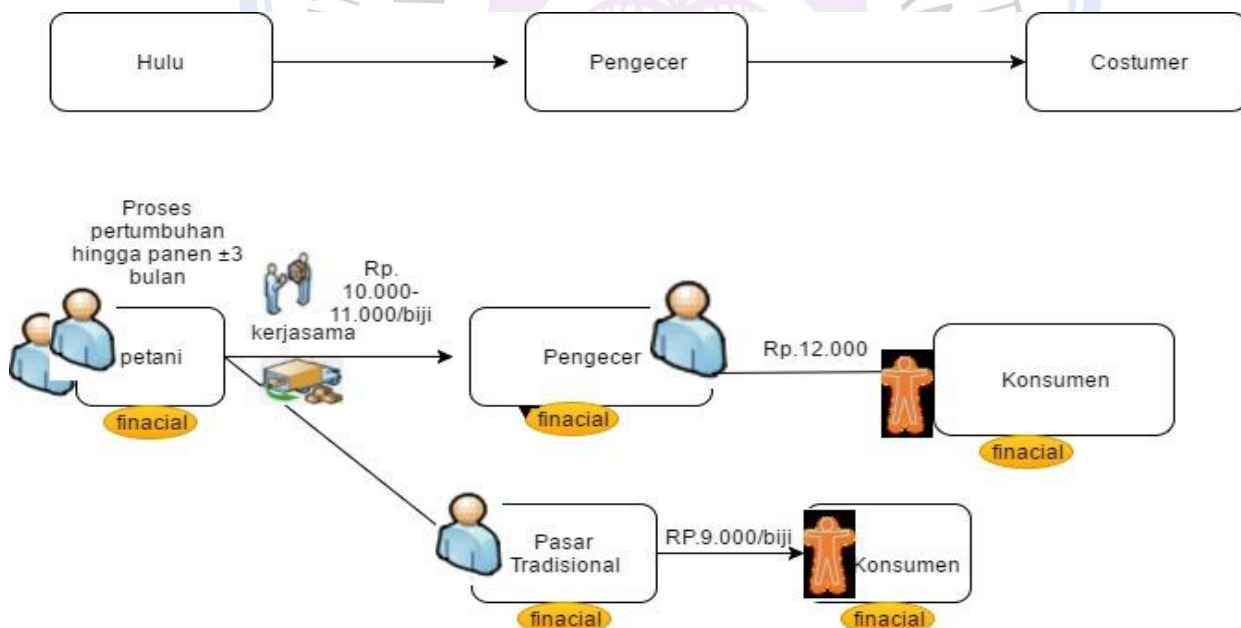 Hulu
Pengecer
Costumer
Proses
pertumbuhan
hingga panen ±3
bulan
Rp.
10.000-
11.000/biji
kerjasama
petani
Pengecer
Rp.12.000
Konsumen
finacial
finacial
finacial
Pasar
Tradisional
RP.9.000/biji
Konsumen
finacial
finacial